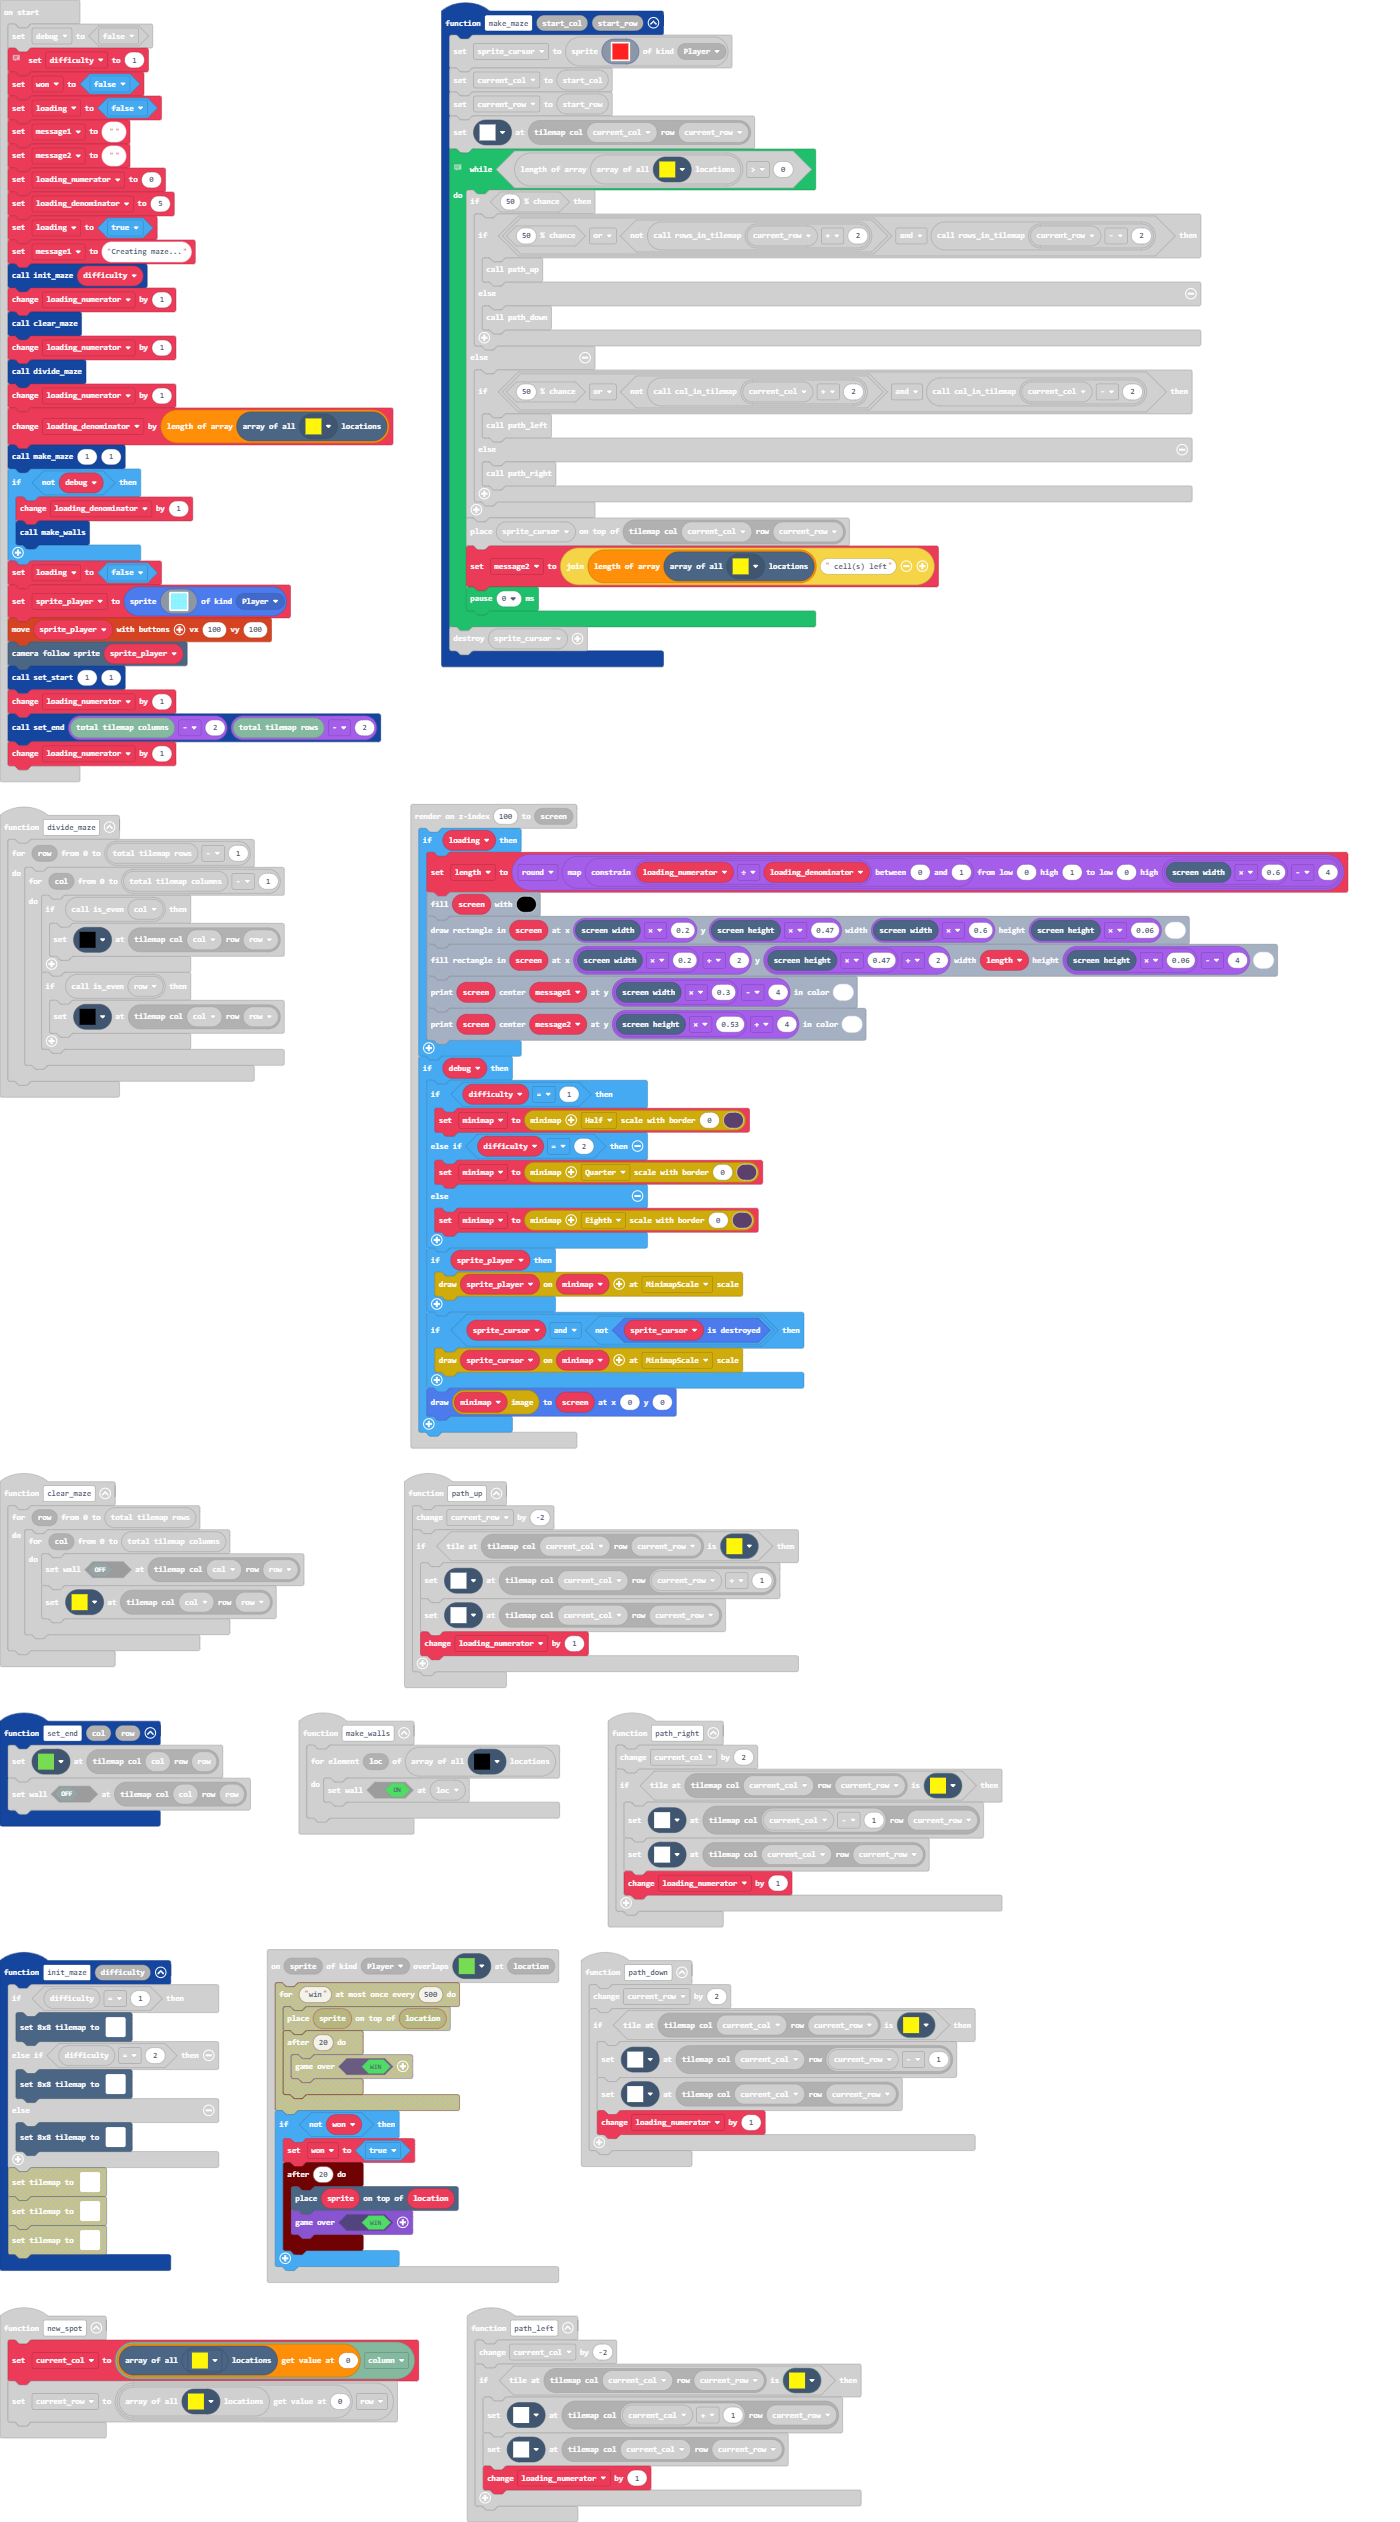 on start
set debug to false
set difficulty to 1
set won to false
set loading to false
set message1 to " "
set message2 to " "
set loading_numerator to 0
set loading_denominator to 5
set loading to true
set message1 to "Creating maze..."
call init_maze difficulty
change loading_numerator by 1
call clear_maze
change loading_numerator by 1
call divide_maze
change loading_numerator by 1
change loading_denominator by length of array array of all locations
call make_maze 1 1
if not debug then
change loading_denominator by 1
call make_walls
set loading to false
set sprite_player to sprite of kind Player
move sprite_player with buttons vx 100 vy 100
camera follow sprite sprite_player
call set_start 1 1
change loading_numerator by 1
call set_end total tilemap columns - 2 total tilemap rows - 2
change loading_numerator by 1
function make_maze start_col start_row
set sprite_cursor to sprite of kind Player
set current_col to start_col
set current_row to start_row
set at tilemap col current_col row current_row
while length of array array of all locations > 0
do if 50 % chance then
if 50 % chance or not call rows_in_tilemap current_row + 2 and call rows_in_tilemap current_row - 2 then
call path_up
else
call path_down
else
if 50 % chance or not call col_in_tilemap current_col + 2 and call col_in_tilemap current_col - 2 then
call path_left
else
call path_right
place sprite_cursor on top of tilemap col current_col row current_row
set message2 to join length of array array of all locations " cell(s) left"
pause 0 ms
destroy sprite_cursor
function divide_maze
for row from 0 to total tilemap rows - 1
do for col from 0 to total tilemap columns - 1
do if call is_even col then
set at tilemap col col row row
if call is_even row then
set at tilemap col col row row
render on z-index 100 to screen
if loading then
set length to round map constrain loading_numerator ÷ loading_denominator between 0 and 1 from low 0 high 1 to low 0 high screen width × 0.6 - 4
fill screen with
draw rectangle in screen at x screen width × 0.2 y screen height × 0.47 width screen width × 0.6 height screen height × 0.06
fill rectangle in screen at x screen width × 0.2 + 2 y screen height × 0.47 + 2 width length height screen height × 0.06 - 4
print screen center message1 at y screen width × 0.3 - 4 in color
print screen center message2 at y screen height × 0.53 + 4 in color
if debug then
if difficulty = 1 then
set minimap to minimap Half scale with border 0
else if difficulty = 2 then
set minimap to minimap Quarter scale with border 0
else
set minimap to minimap Eighth scale with border 0
if sprite_player then
draw sprite_player on minimap at MinimapScale scale
if sprite_cursor and not sprite_cursor is destroyed then
draw sprite_cursor on minimap at MinimapScale scale
draw minimap image to screen at x 0 y 0
function clear_maze
for row from 0 to total tilemap rows
do for col from 0 to total tilemap columns
do set wall OFF at tilemap col col row row
set at tilemap col col row row
function path_up
change current_row by -2
if tile at tilemap col current_col row current_row is then
set at tilemap col current_col row current_row + 1
set at tilemap col current_col row current_row
change loading_numerator by 1
function set_end col row
set at tilemap col col row row
set wall OFF at tilemap col col row row
function make_walls
for element loc of array of all locations
do set wall ON at loc
function path_right
change current_col by 2
if tile at tilemap col current_col row current_row is then
set at tilemap col current_col - 1 row current_row
set at tilemap col current_col row current_row
change loading_numerator by 1
function init_maze difficulty
if difficulty = 1 then
set 8x8 tilemap to
else if difficulty = 2 then
set 8x8 tilemap to
else
set 8x8 tilemap to
set tilemap to
set tilemap to
set tilemap to
on sprite of kind Player overlaps at location
for "win" at most once every 500 do
place sprite on top of location
after 20 do
game over WIN
if not won then
set won to true
after 20 do
place sprite on top of location
game over WIN
function path_down
change current_row by 2
if tile at tilemap col current_col row current_row is then
set at tilemap col current_col row current_row - 1
set at tilemap col current_col row current_row
change loading_numerator by 1
function new_spot
set current_col to array of all locations get value at 0 column
set current_row to array of all locations get value at 0 row
function path_left
change current_col by -2
if tile at tilemap col current_col row current_row is then
set at tilemap col current_col + 1 row current_row
set at tilemap col current_col row current_row
change loading_numerator by 1